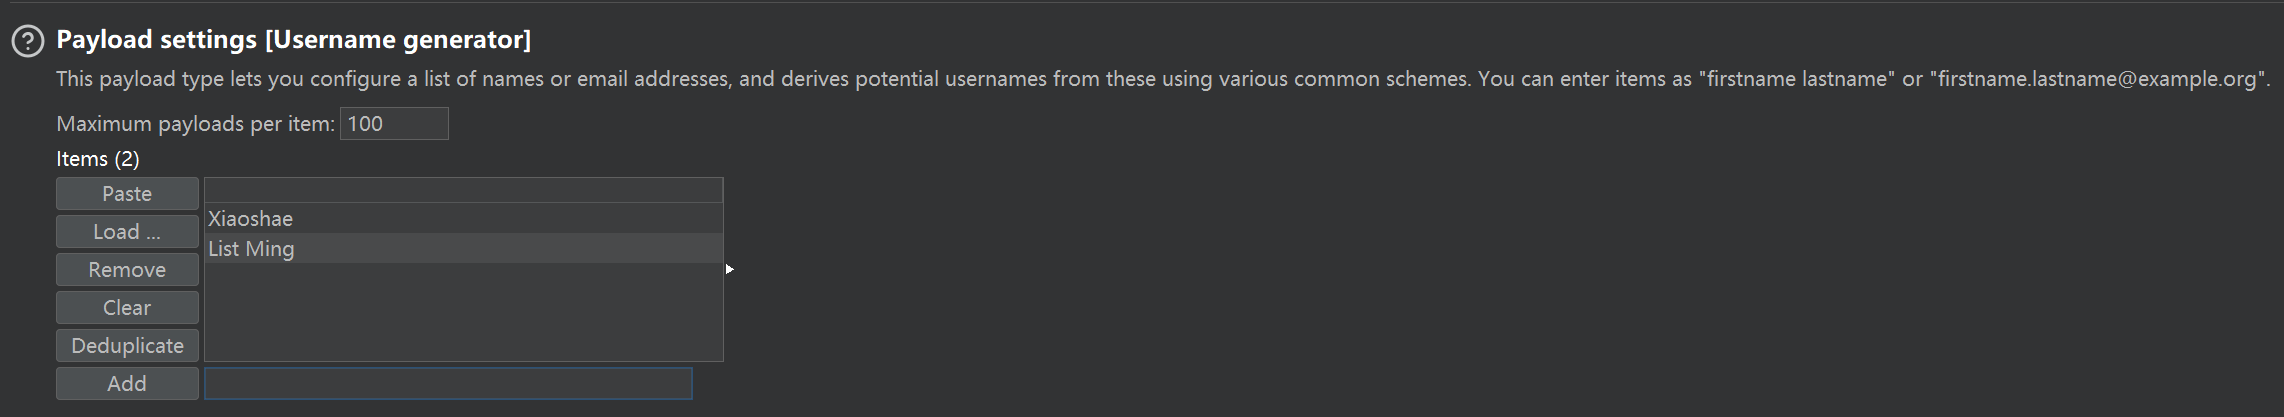 Payload settings [Username generator]
This payload type lets you configure a list of names or email addresses, and derives potential usernames from these using various common schemes. You can enter items as "firstname lastname" or "firstname.lastname@example.org".
Maximum payloads per item: 100
Items (2)
Paste
Load ...
Remove
Clear
Deduplicate
Add
Xiaoshae
List Ming